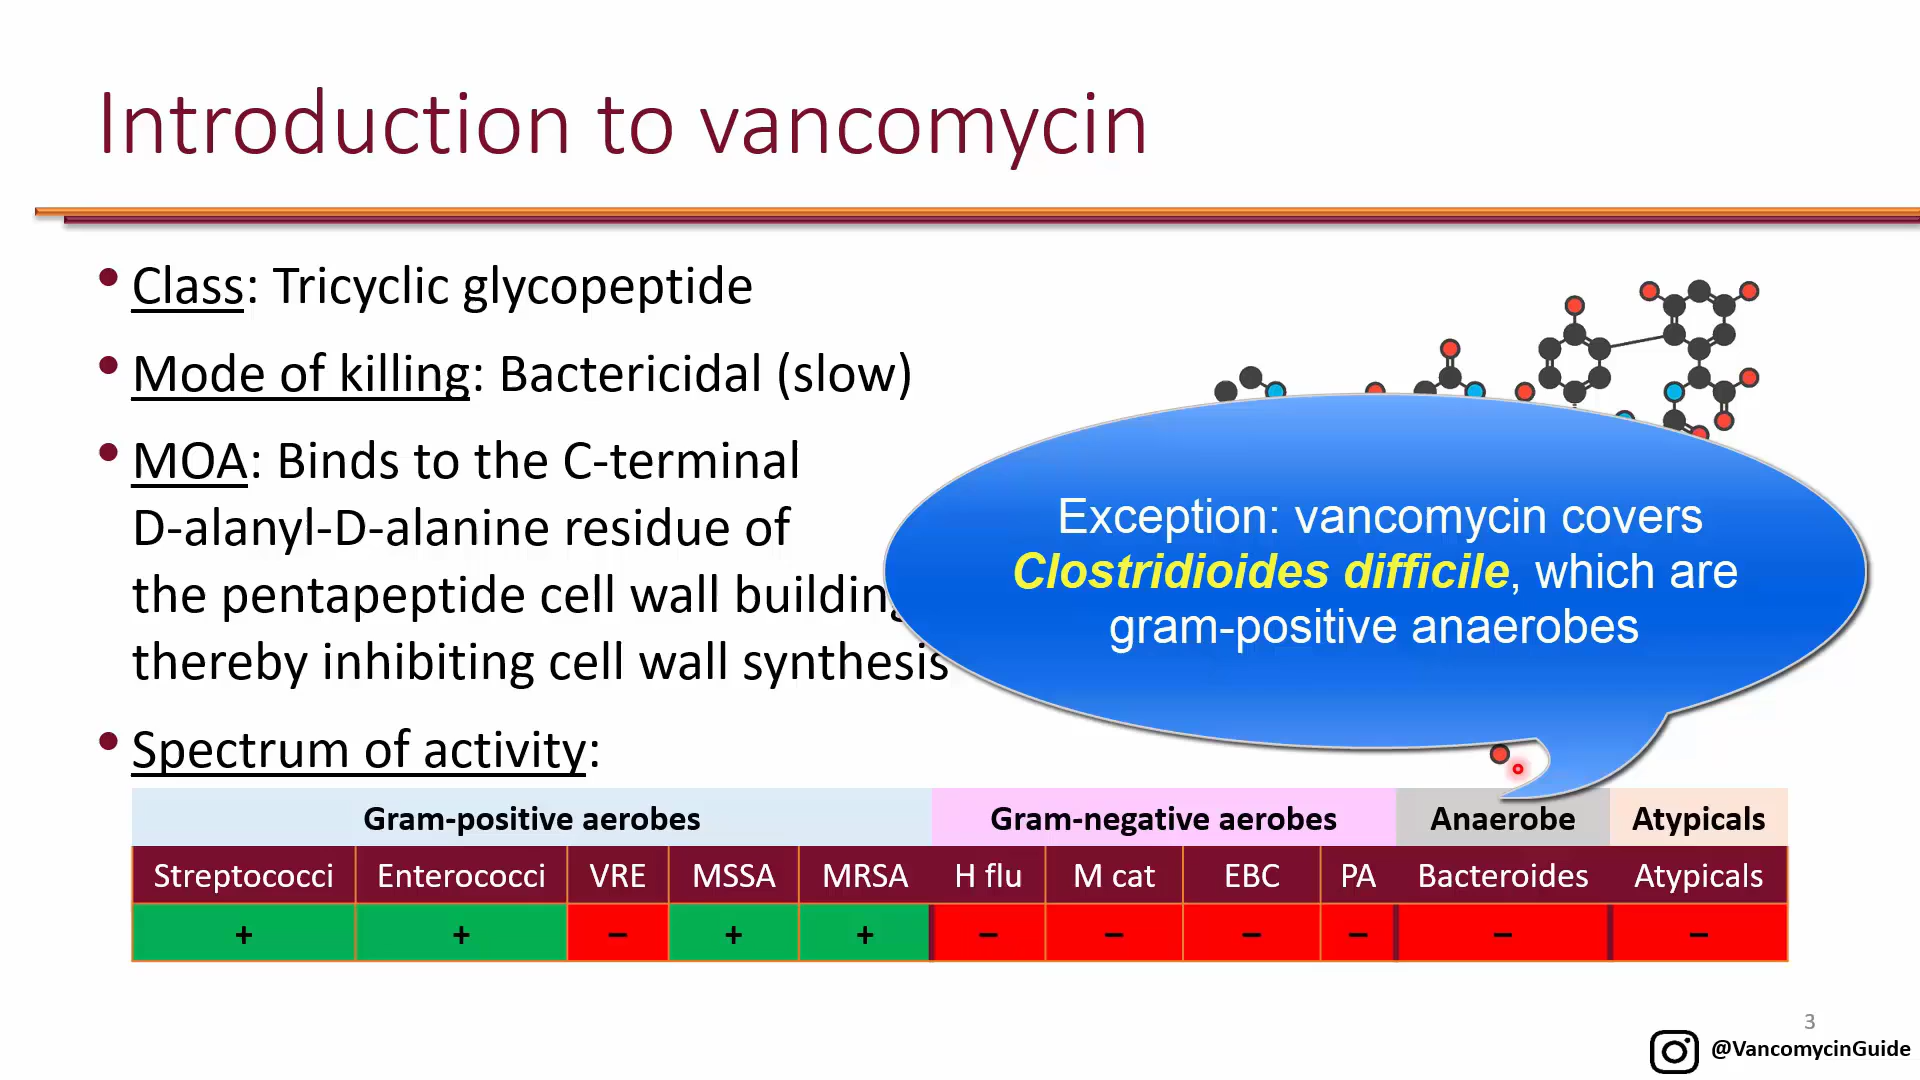 Introduction to vancomycin
• Class: Tricyclic glycopeptide
• Mode of killing: Bactericidal (slow)
• MOA: Binds to the C-terminal
D-alanyl-D-alanine residue of
the pentapeptide cell wall building
thereby inhibiting cell wall synthesis
Exception: vancomycin covers
Clostridioides difficile, which are
gram-positive anaerobes
• Spectrum of activity:
Gram-positive aerobes Gram-negative aerobes Anaerobe Atypicals
Streptococci Enterococci VRE MSSA MRSA H flu M cat EBC PA Bacteroides Atypicals
+ + – + + – – – – – –
3
@VancomycinGuide